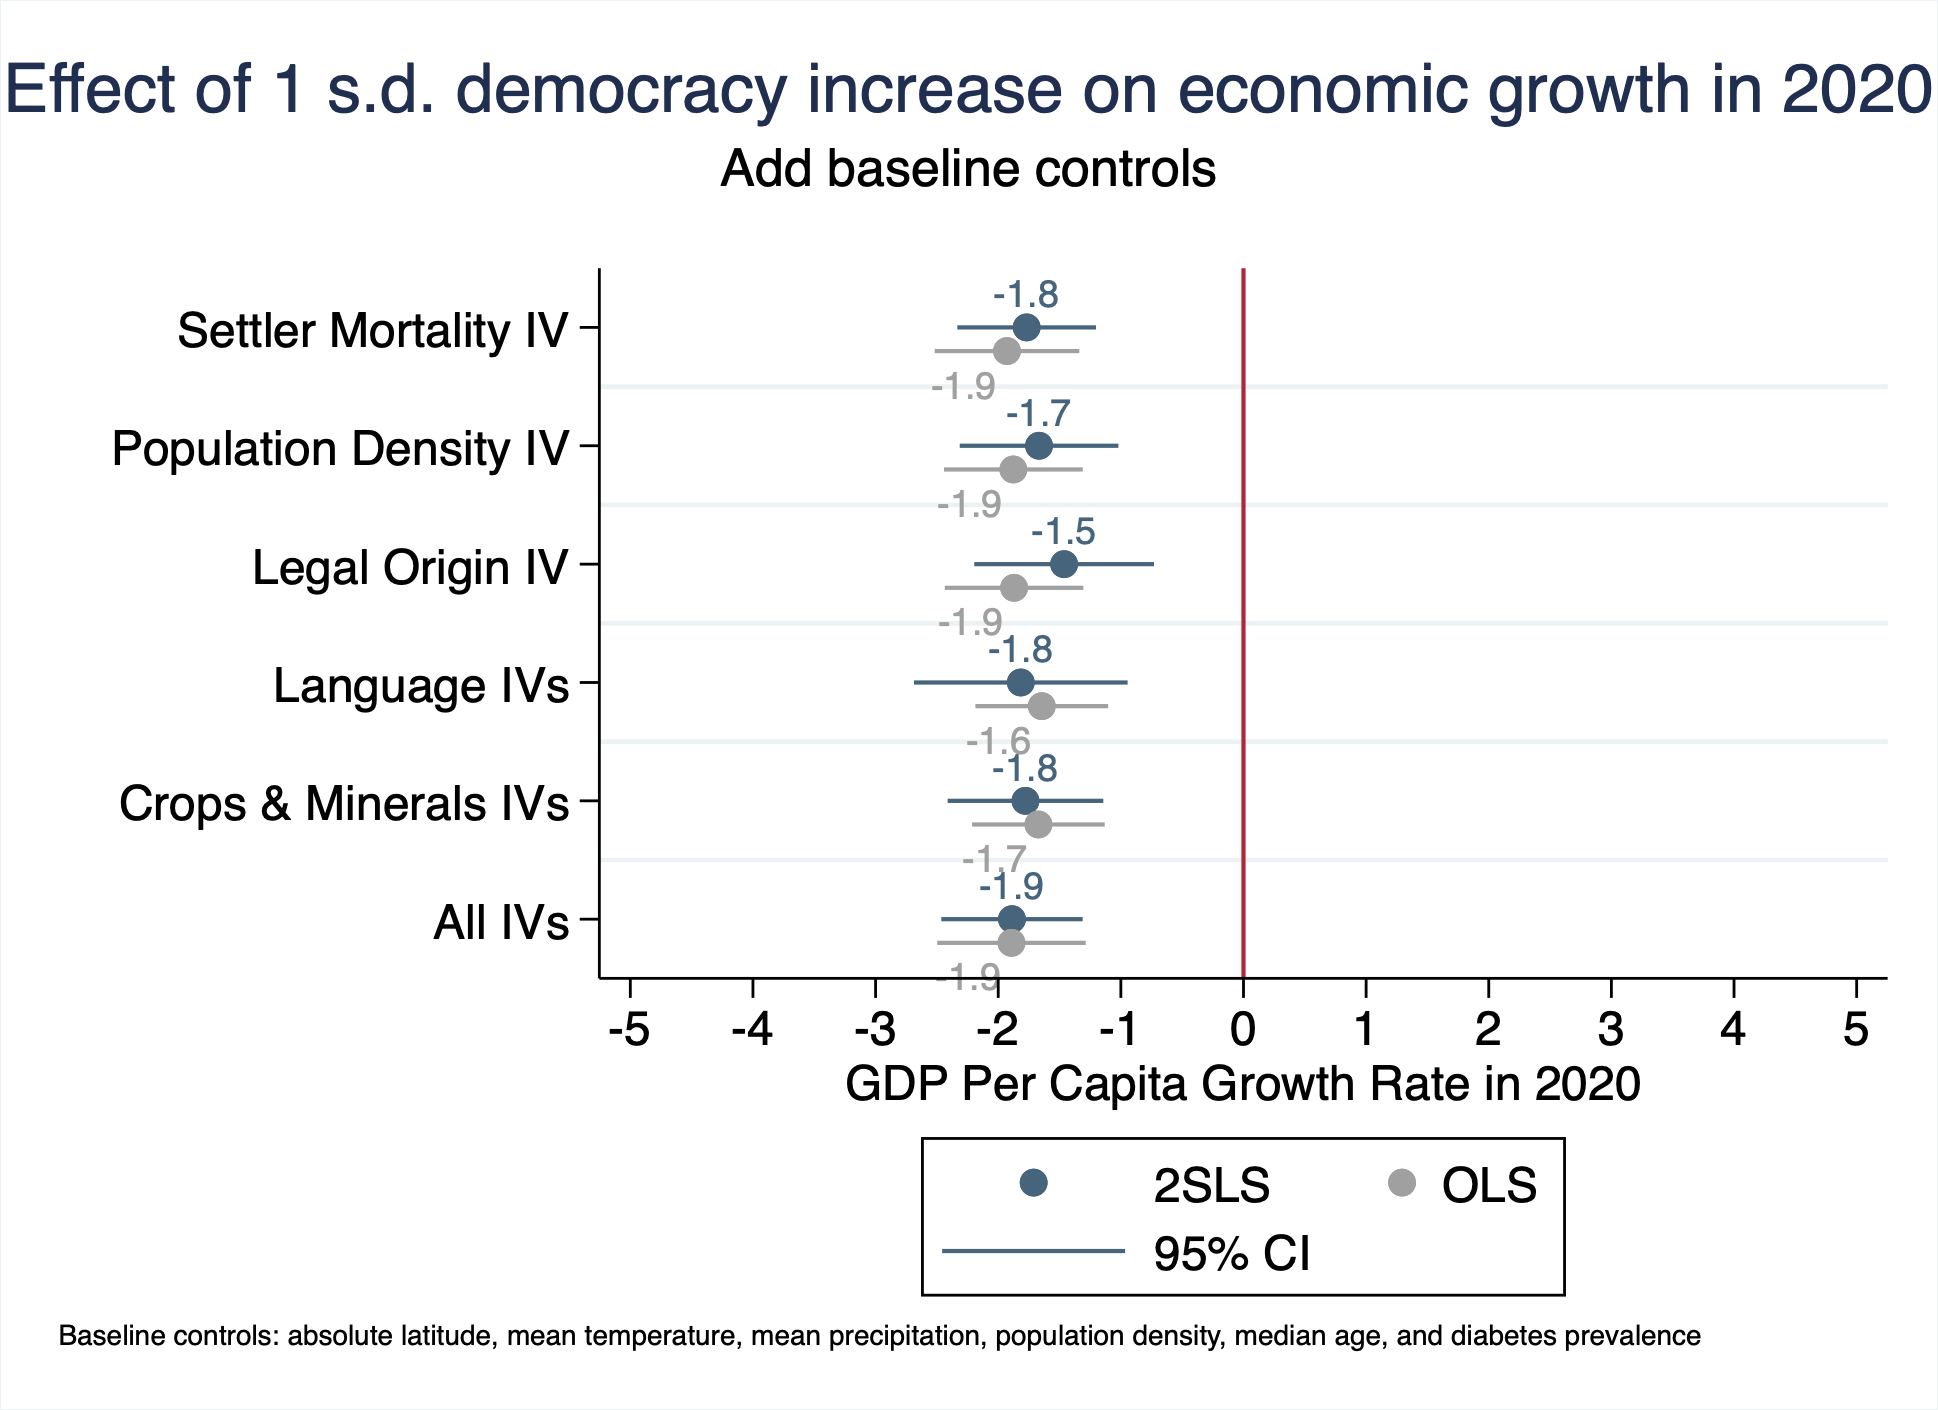 Effect of 1 s.d. democracy increase on economic growth in 2020
Add baseline controls
-1.8
Settler Mortality IV
-1.9
-1.7
Population Density IV
-1.9
-1.5
Legal Origin IV
-1.9
-1.8
Language IVs
-1.6
-1.8
Crops & Minerals IVs
-1.7
-1.9
All IVs
-1.9
-5 -4 -3 -2 -1 0 1 2 3 4 5
GDP Per Capita Growth Rate in 2020
2SLS OLS
95% CI
Baseline controls: absolute latitude, mean temperature, mean precipitation, population density, median age, and diabetes prevalence